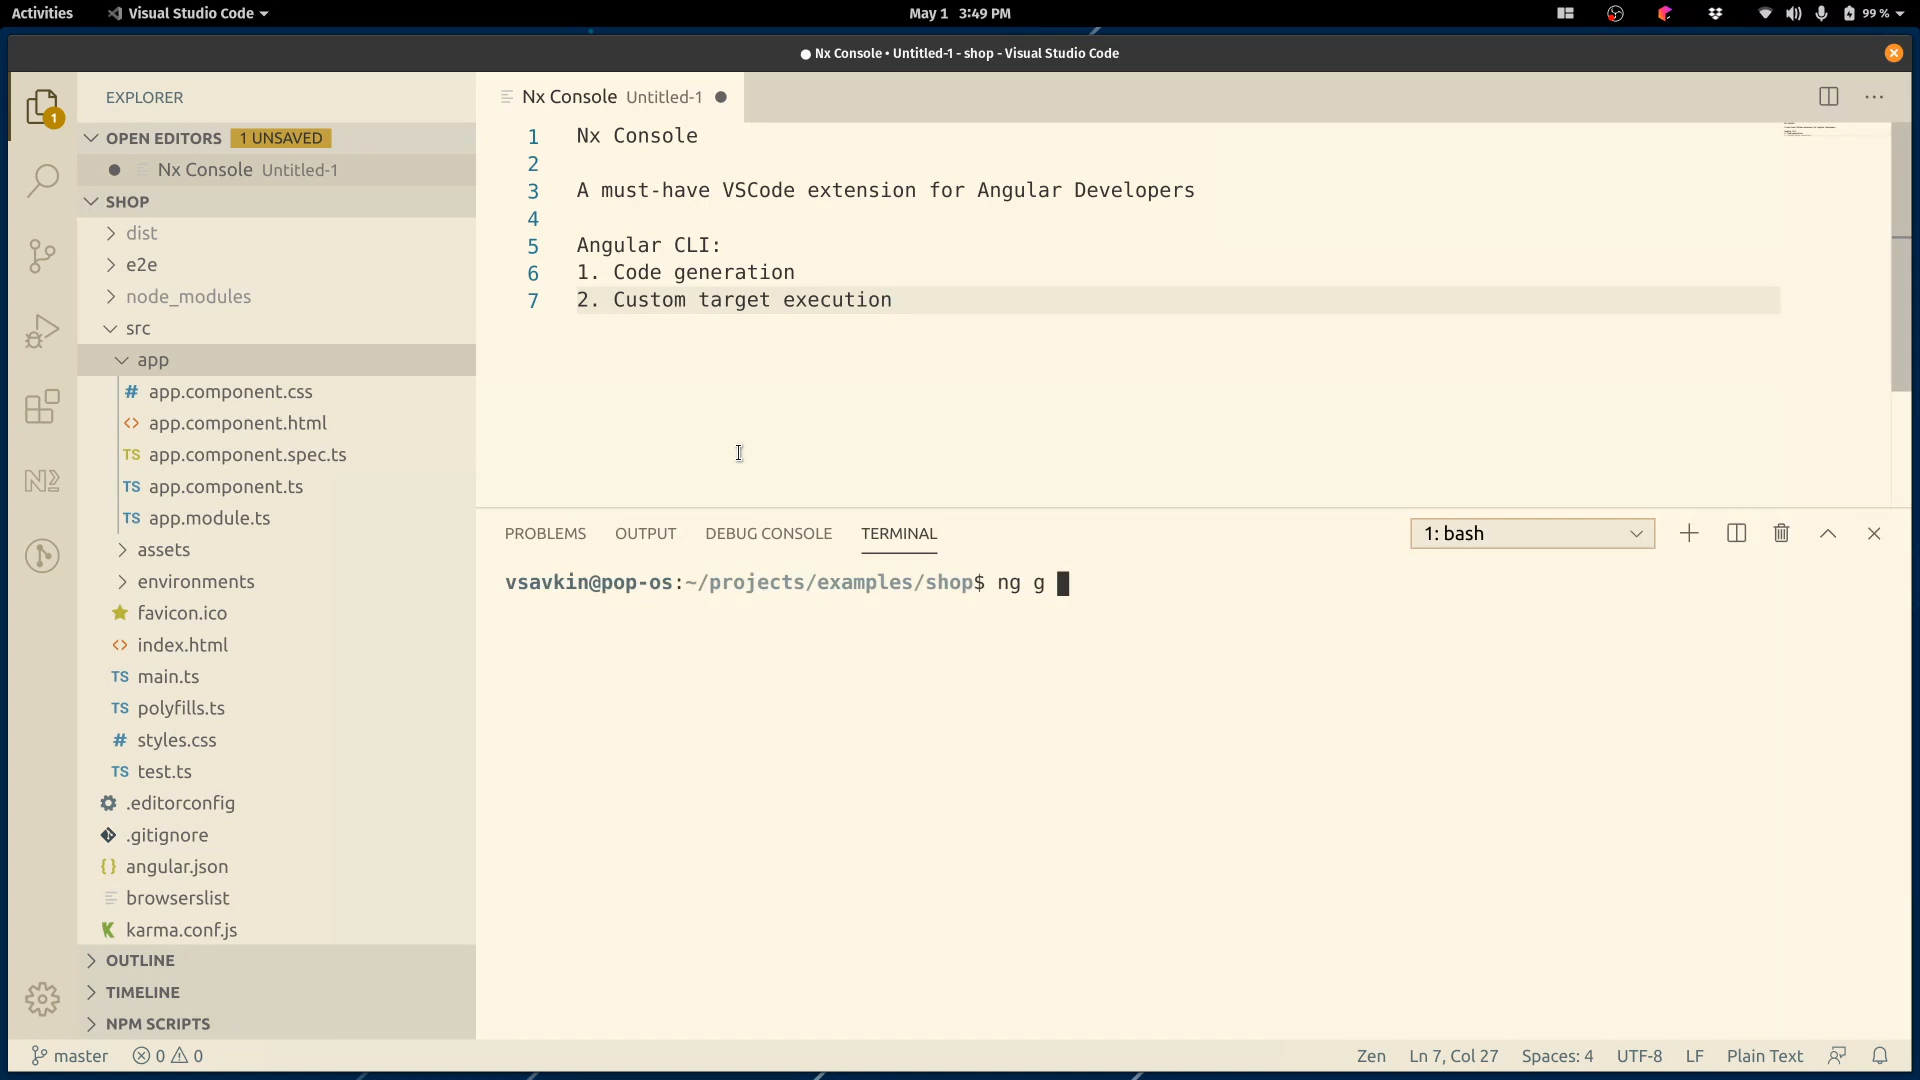 Activities
Visual Studio Code
May 1 3:49 PM
99 %
● Nx Console • Untitled-1 - shop - Visual Studio Code
EXPLORER
1
OPEN EDITORS 1 UNSAVED
Nx Console Untitled-1
SHOP
dist
e2e
node_modules
src
app
# app.component.css
<> app.component.html
TS app.component.spec.ts
TS app.component.ts
TS app.module.ts
assets
environments
favicon.ico
<> index.html
TS main.ts
TS polyfills.ts
# styles.css
TS test.ts
.editorconfig
.gitignore
{} angular.json
browserslist
K karma.conf.js
OUTLINE
TIMELINE
NPM SCRIPTS
Nx Console Untitled-1 ●
1 Nx Console
2
3 A must-have VSCode extension for Angular Developers
4
5 Angular CLI:
6 1. Code generation
7 2. Custom target execution
PROBLEMS OUTPUT DEBUG CONSOLE TERMINAL
1: bash
vsavkin@pop-os:~/projects/examples/shop$ ng g
master 0 0
Zen Ln 7, Col 27 Spaces: 4 UTF-8 LF Plain Text